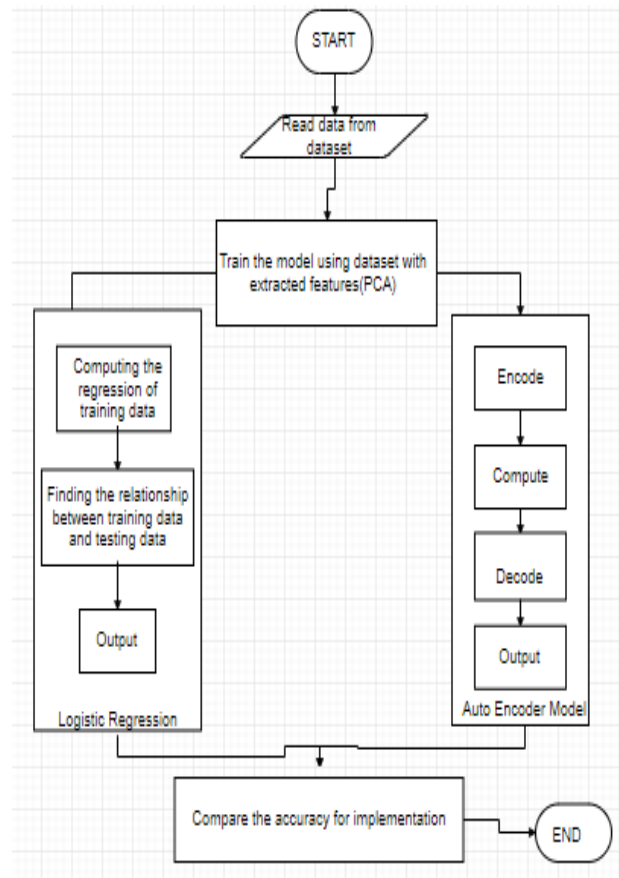 START
Read data from
dataset
Train the model using dataset with
extracted features(PCA)
Computing the
regression of
training data
Finding the relationship
between training data
and testing data
Output
Logistic Regression
Encode
Compute
Decode
Output
Auto Encoder Model
Compare the accuracy for implementation
END